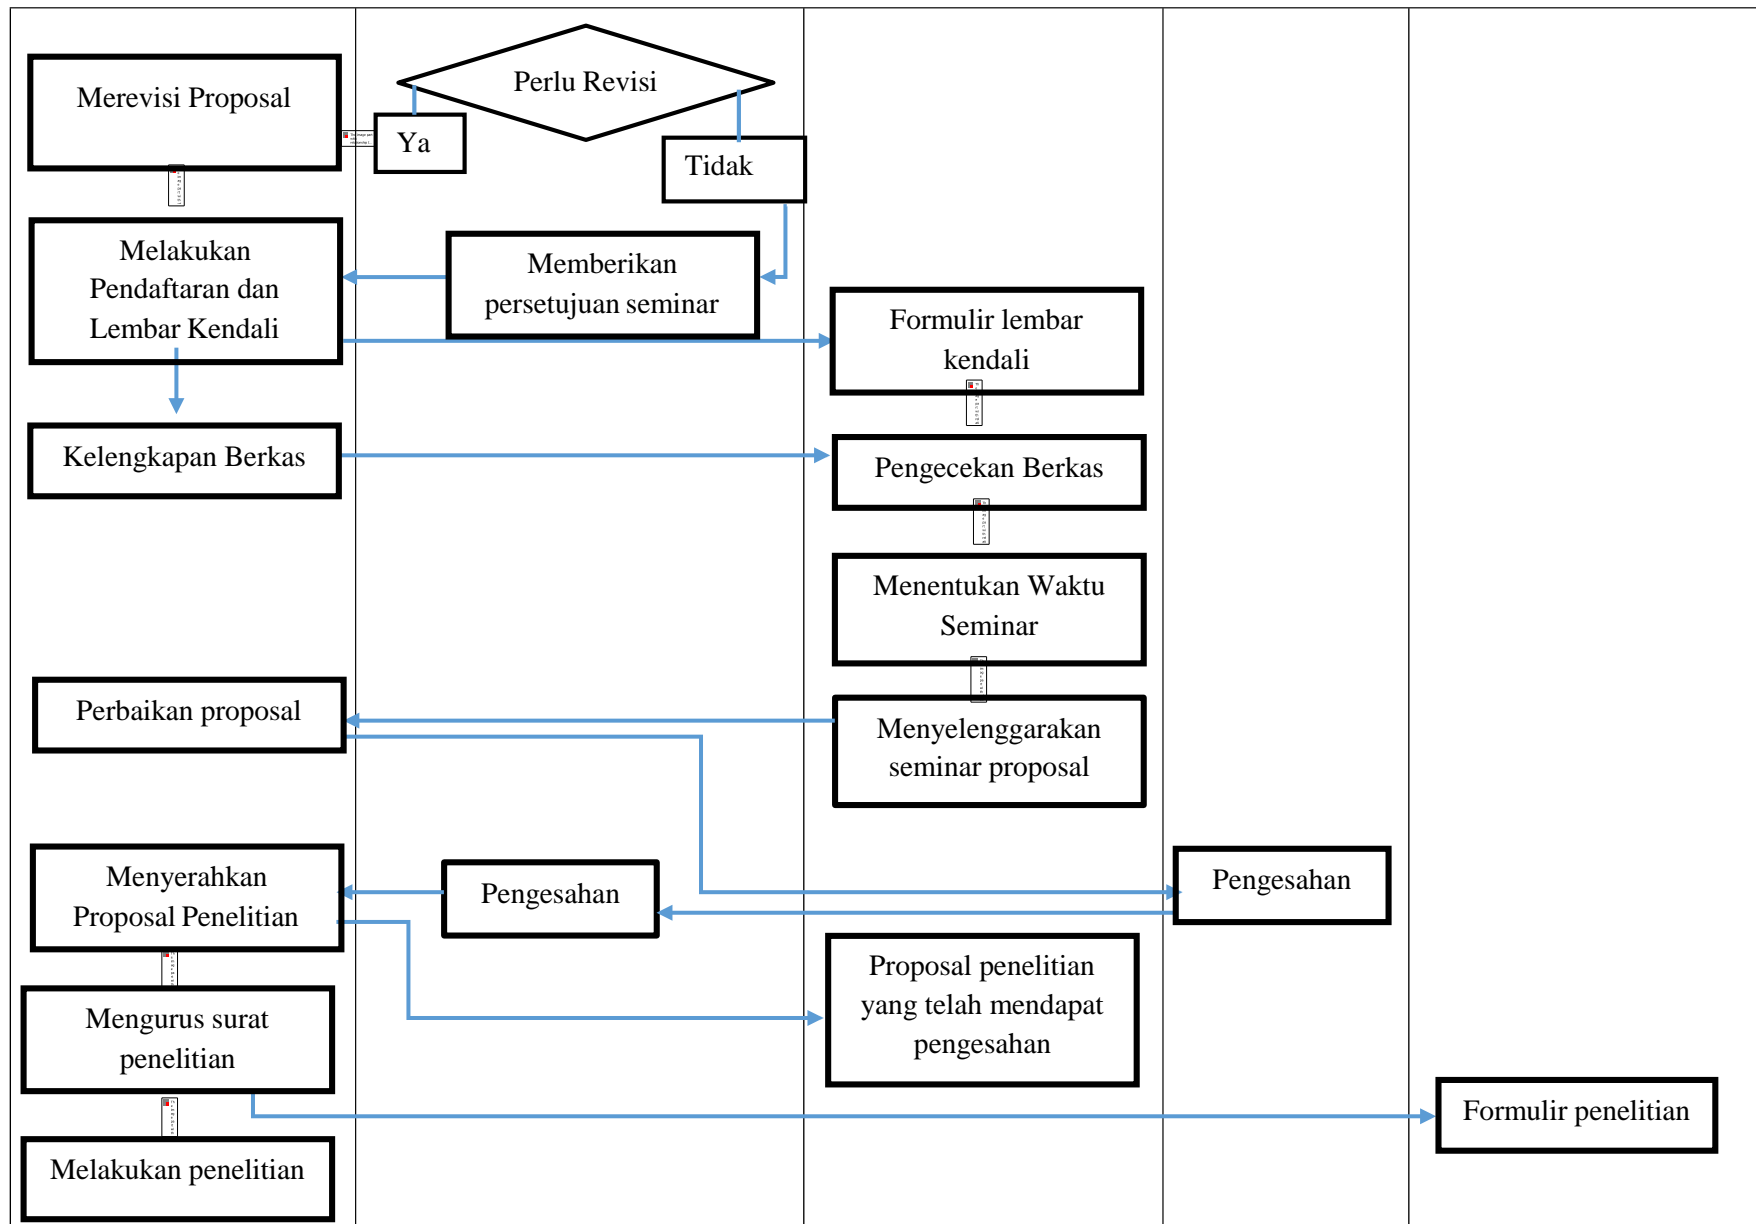 Perlu Revisi
Merevisi Proposal
Ya
Tidak
Melakukan
Pendaftaran dan
Lembar Kendali
Memberikan
persetujuan seminar
Formulir lembar
kendali
Kelengkapan Berkas
Pengecekan Berkas
Menentukan Waktu
Seminar
Perbaikan proposal
Menyelenggarakan
seminar proposal
Menyerahkan
Proposal Penelitian
Pengesahan
Pengesahan
Proposal penelitian
yang telah mendapat
pengesahan
Mengurus surat
penelitian
Formulir penelitian
Melakukan penelitian